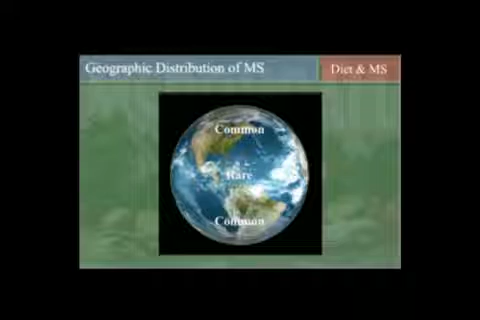 Geographic Distribution of MS
Diet & MS
Common
Rare
Common